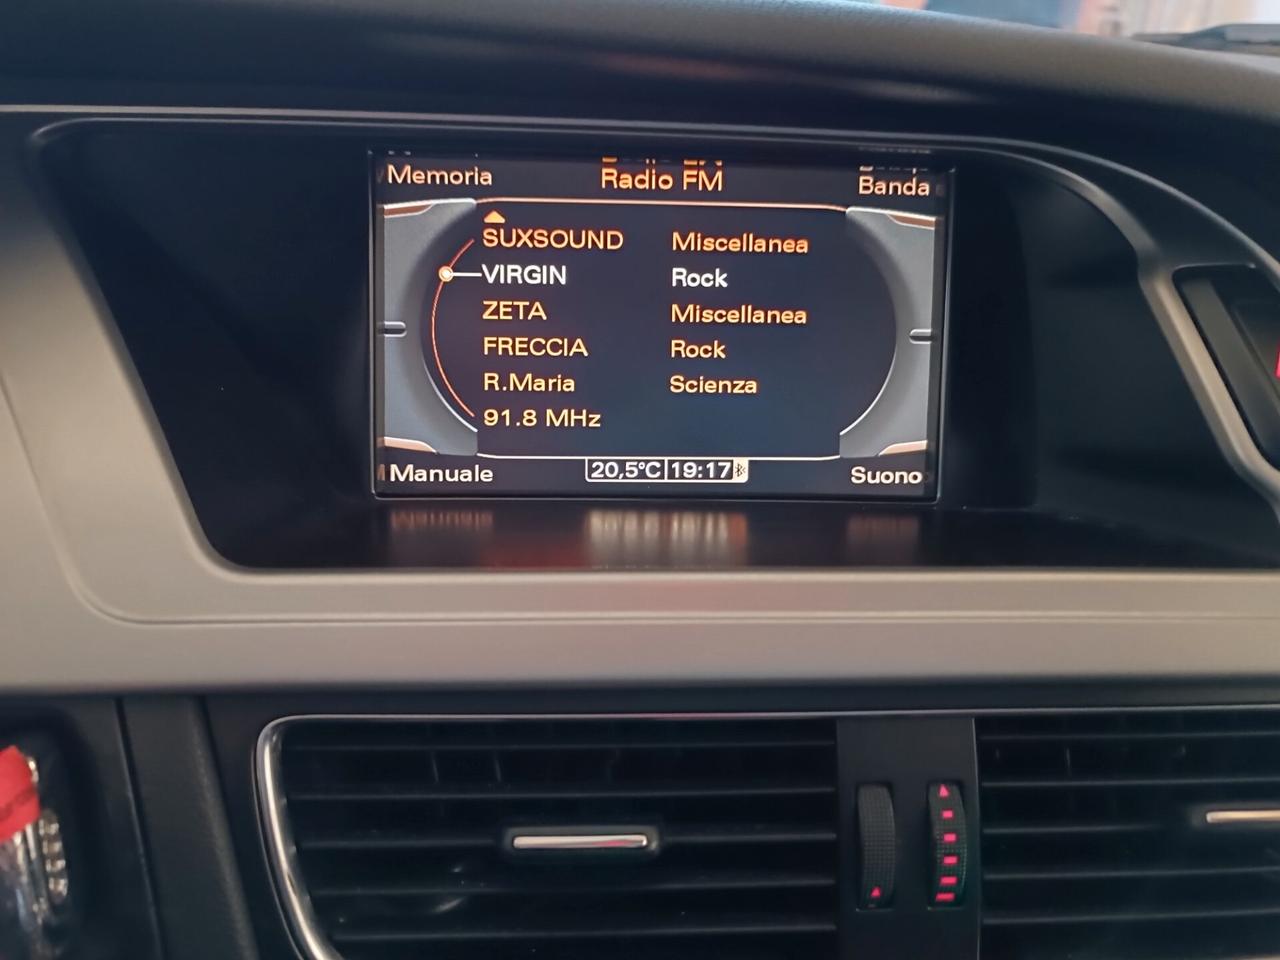 Memoria Radio FM Banda
SUXSOUND Miscellanea
VIRGIN Rock
ZETA Miscellanea
FRECCIA Rock
R.Maria Scienza
91.8 MHz
Manuale 20,5°C 19:17 Suono